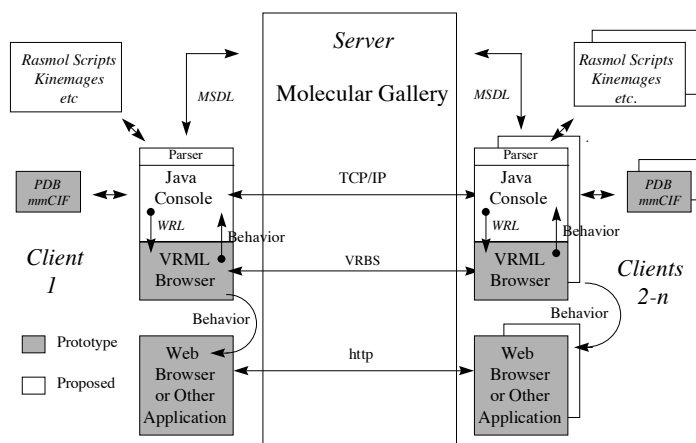 Server
Molecular Gallery
Rasmol Scripts
Kinemages
etc
MSDL
Parser
Java
Console
PDB
mmCIF
WRL
Behavior
VRML
Browser
Client
1
Behavior
Web
Browser
or Other
Application
Prototype
Proposed
TCP/IP
VRBS
http
MSDL
Rasmol Scripts
Kinemages
etc.
Parser
Java
Console
PDB
mmCIF
WRL
Behavior
VRML
Browser
Clients
2-n
Behavior
Web
Browser
or Other
Application